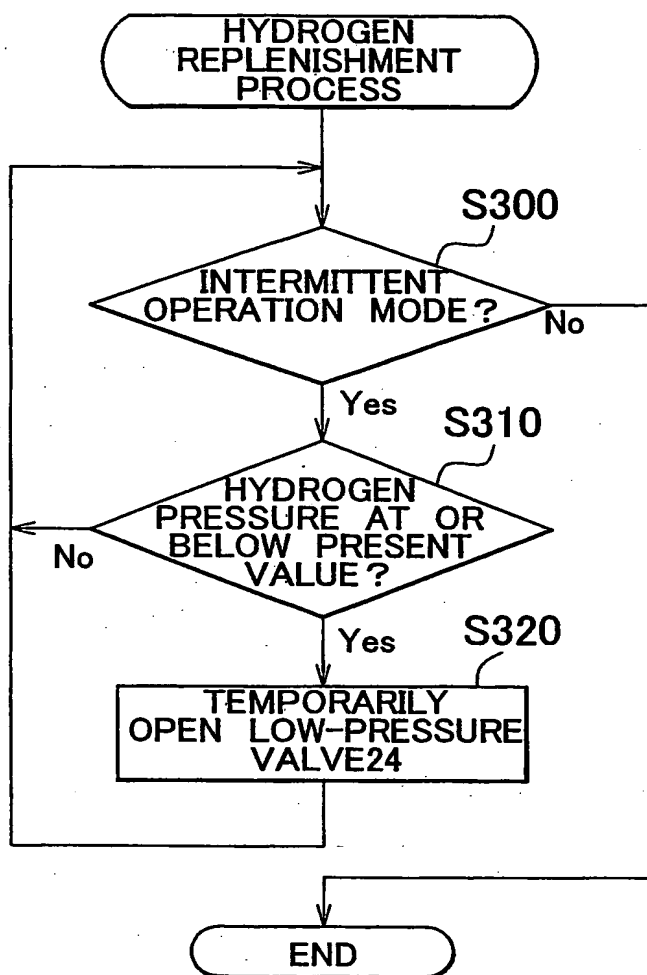 HYDROGEN
REPLENISHMENT
PROCESS
S300
INTERMITTENT
OPERATION MODE?
No
Yes
S310
HYDROGEN
PRESSURE AT OR
BELOW PRESENT
VALUE?
No
Yes
S320
TEMPORARILY
OPEN LOW-PRESSURE
VALVE24
END